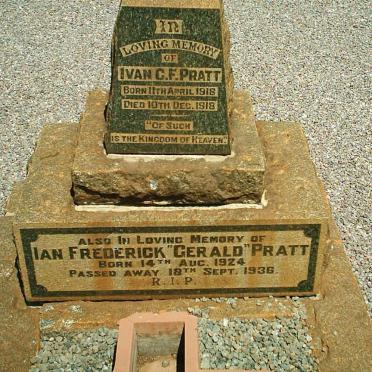 IN
LOVING MEMORY
OF
IVAN C.F. PRATT
BORN 11TH APRIL 1918
DIED 10TH DEC. 1918
"OF SUCH
IS THE KINGDOM OF HEAVEN"
ALSO IN LOVING MEMORY OF
IAN FREDERICK "GERALD" PRATT
BORN 14TH AUG. 1924
PASSED AWAY 18TH SEPT. 1936.
R.I.P.